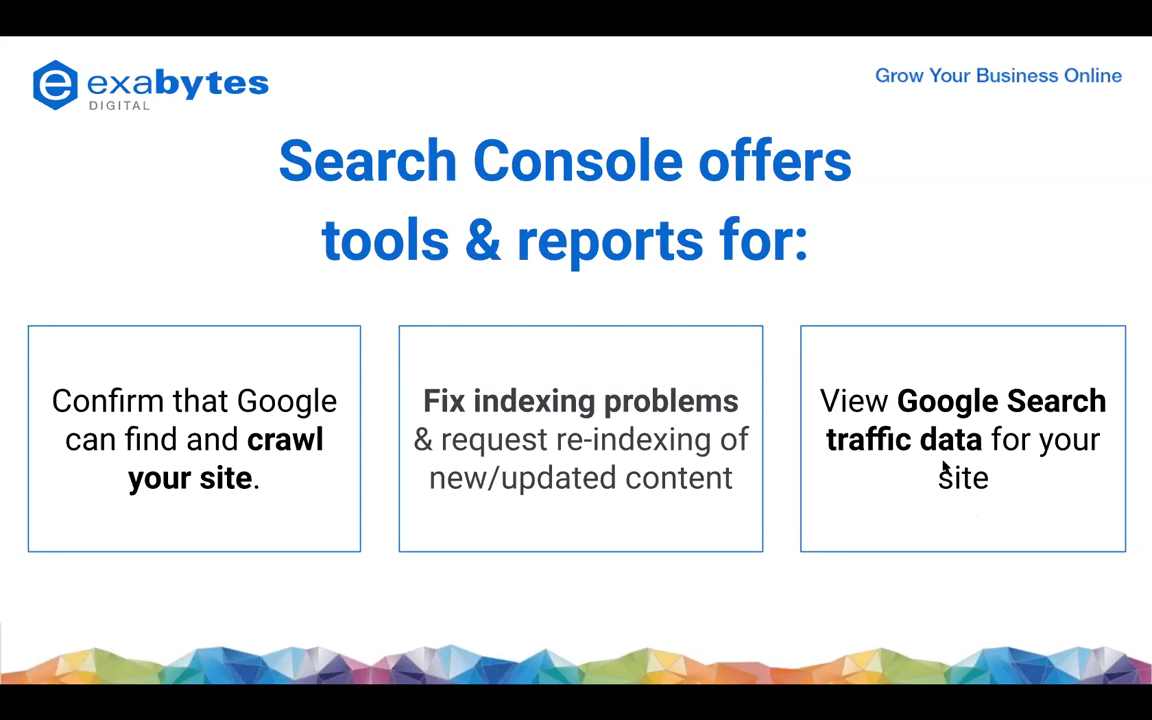 exabytes
DIGITAL
Grow Your Business Online
Search Console offers
tools & reports for:
Confirm that Google
can find and crawl
your site.
Fix indexing problems
& request re-indexing of
new/updated content
View Google Search
traffic data for your
site